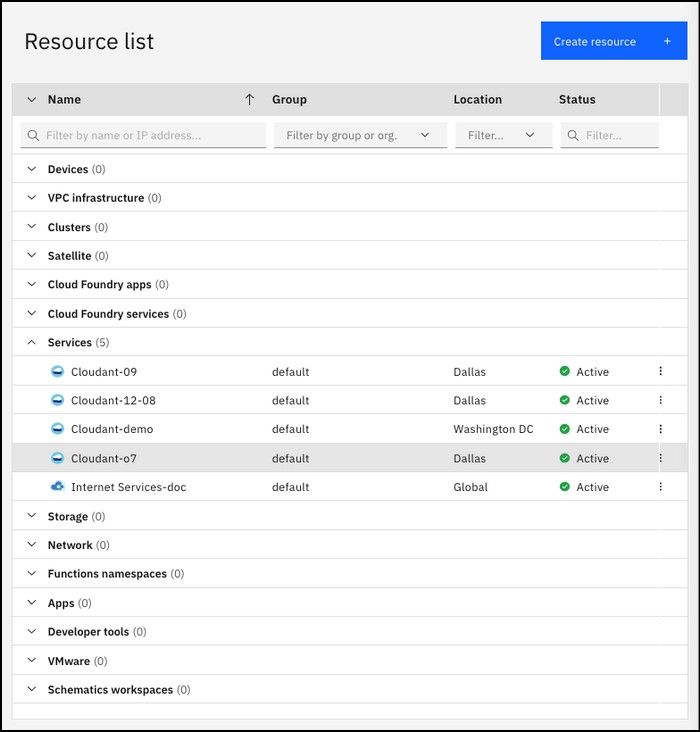 Resource list
Create resource +
Name Group Location Status
Filter by name or IP address... Filter by group or org. Filter... Filter...
Devices (0)
VPC infrastructure (0)
Clusters (0)
Satellite (0)
Cloud Foundry apps (0)
Cloud Foundry services (0)
Services (5)
Cloudant-09 default Dallas Active
Cloudant-12-08 default Dallas Active
Cloudant-demo default Washington DC Active
Cloudant-o7 default Dallas Active
Internet Services-doc default Global Active
Storage (0)
Network (0)
Functions namespaces (0)
Apps (0)
Developer tools (0)
VMware (0)
Schematics workspaces (0)